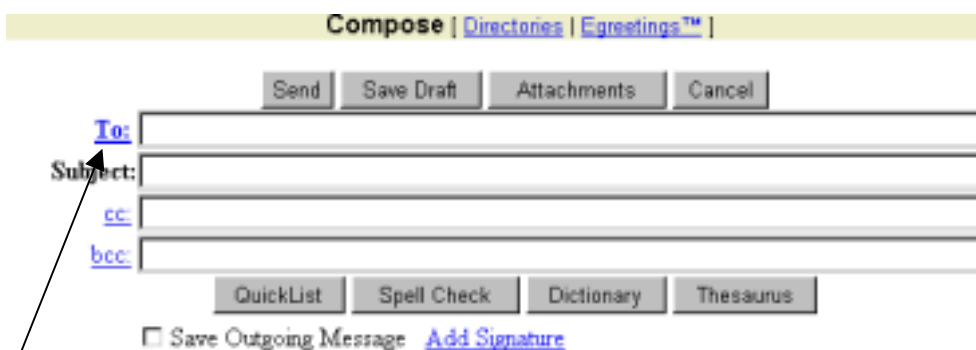 Compose [ Directories | Egreetings™ ]
Send Save Draft Attachments Cancel
To:
Subject:
cc:
bcc:
QuickList Spell Check Dictionary Thesaurus
Save Outgoing Message Add Signature